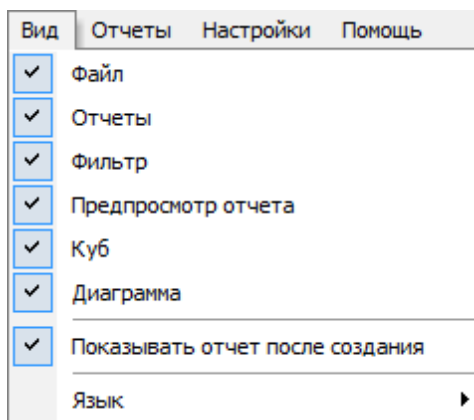 Вид Отчеты Настройки Помощь
Файл
Отчеты
Фильтр
Предпросмотр отчета
Куб
Диаграмма
Показывать отчет после создания
Язык